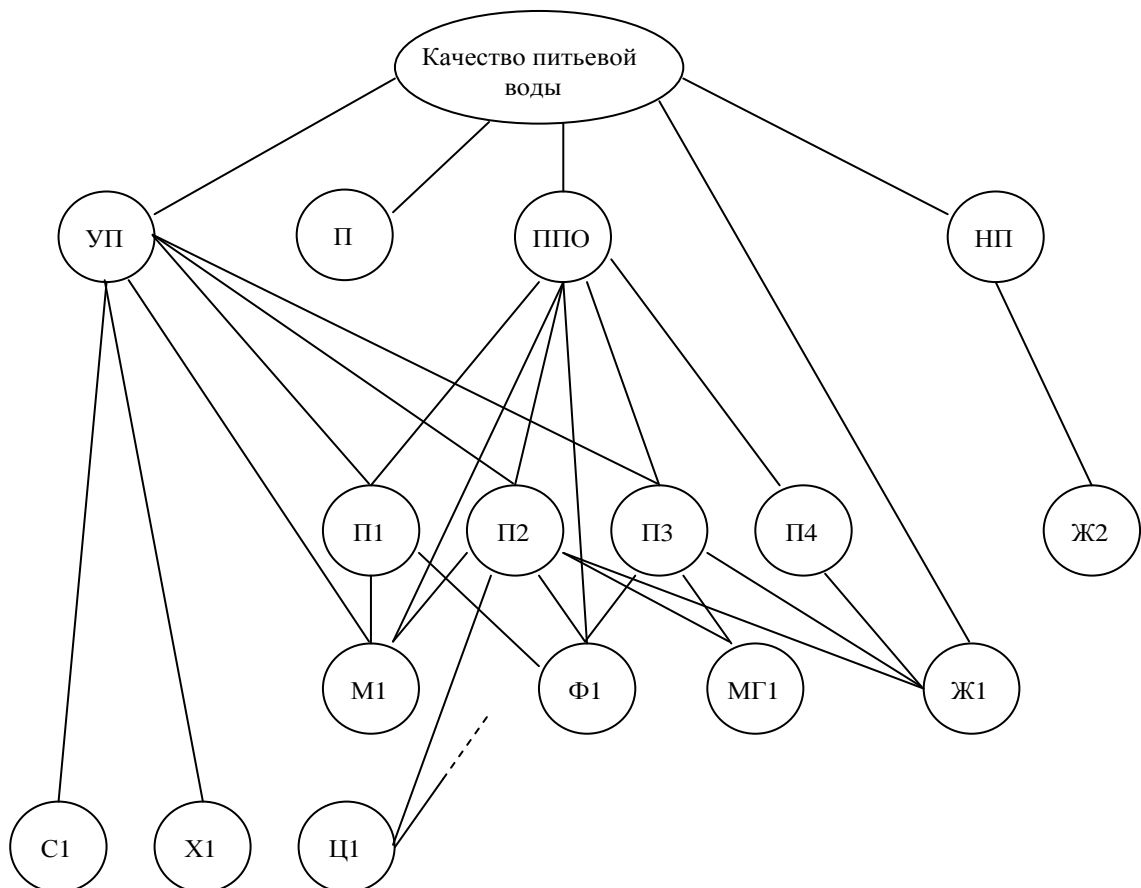 Качество питьевой
воды
УП
П
ППО
НП
П1
П2
П3
П4
Ж2
М1
Ф1
МГ1
Ж1
С1
Х1
Ц1